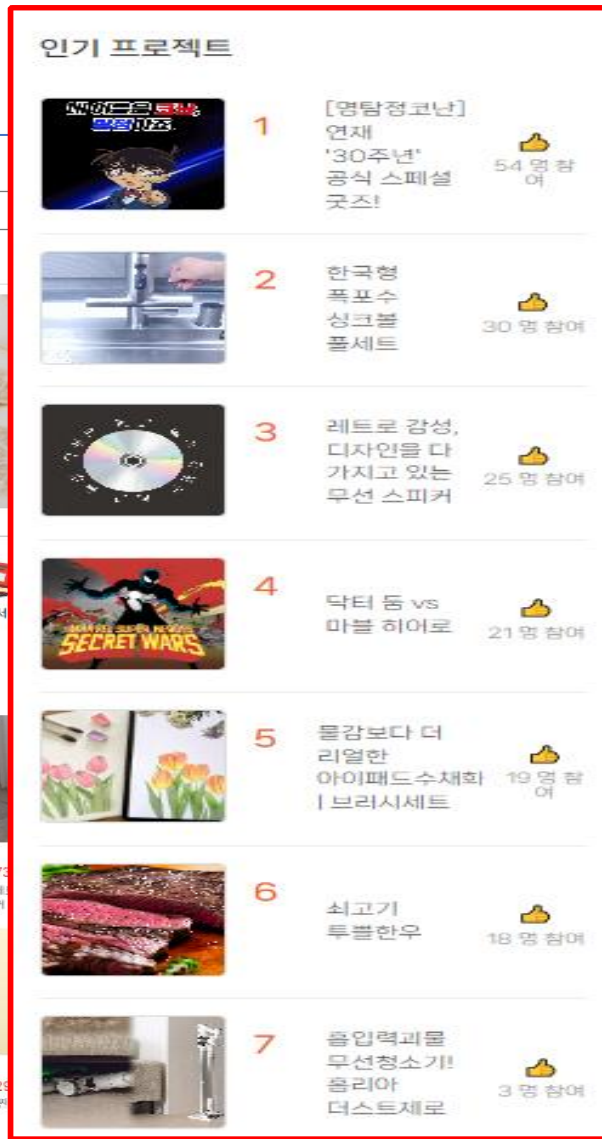 인기 프로젝트
1
[명탐정코난]
연재
'30주년'
공식 스페셜
굿즈!
54 명 참
여
2
한국형
폭포수
싱크볼
풀세트
30 명 참여
3
레트로 감성,
디자인을 다
가지고 있는
무선 스피커
25 명 참여
SECRET WARS
4
닥터 둠 vs
마블 히어로
21 명 참여
5
물감보다 더
리얼한
아이패드수채화
| 브러시세트
19 명 참
여
6
쇠고기
투쁠한우
18 명 참여
7
흡입력괴물
무선청소기!
홈리아
더스트제로
3 명 참여